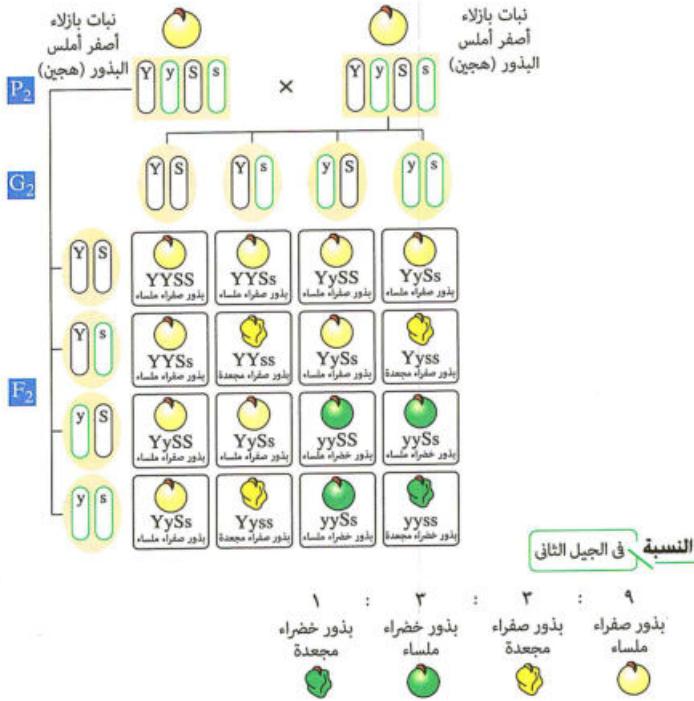 نبات بازلاء
أصفر أملس
البذور (هجين)
نبات بازلاء
أصفر أملس
البذور (هجين)
P2
Y y S s
×
Y y S s
G2
Y S
Y s
y S
y s
F2
Y S
YYSS
بذور صفراء ملساء
YYSs
بذور صفراء ملساء
YySS
بذور صفراء ملساء
YySs
بذور صفراء ملساء
Y s
YYSs
بذور صفراء ملساء
YYss
بذور صفراء مجعدة
YySs
بذور صفراء ملساء
Yyss
بذور صفراء مجعدة
y S
YySS
بذور صفراء ملساء
YySs
بذور صفراء ملساء
yySS
بذور خضراء ملساء
yySs
بذور خضراء ملساء
y s
YySs
بذور صفراء ملساء
Yyss
بذور صفراء مجعدة
yySs
بذور خضراء ملساء
yyss
بذور خضراء مجعدة
النسبة فى الجيل الثانى
٩ : ٣ : ٣ : ١
بذور صفراء
ملساء
بذور صفراء
مجعدة
بذور خضراء
ملساء
بذور خضراء
مجعدة